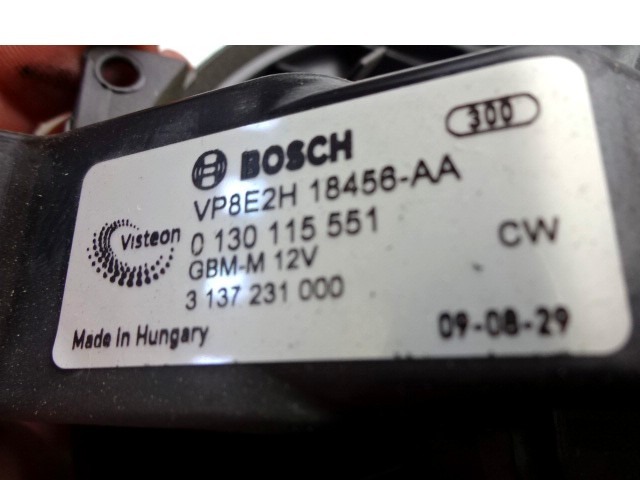 300
BOSCH
VP8E2H 18456-AA
Visteon
0 130 115 551
CW
GBM-M 12V
3 137 231 000
09-08-29
Made in Hungary